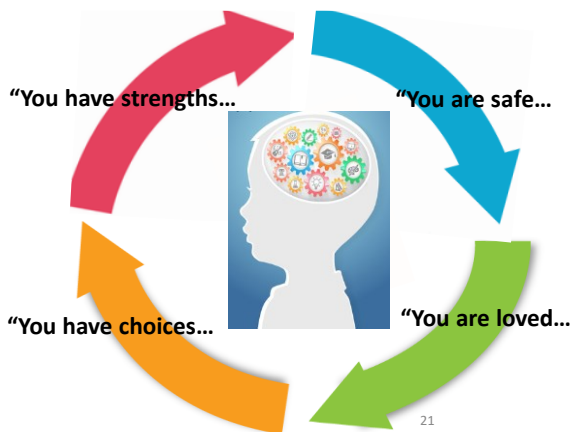 “You have strengths…
“You are safe…
“You have choices…
“You are loved…
21